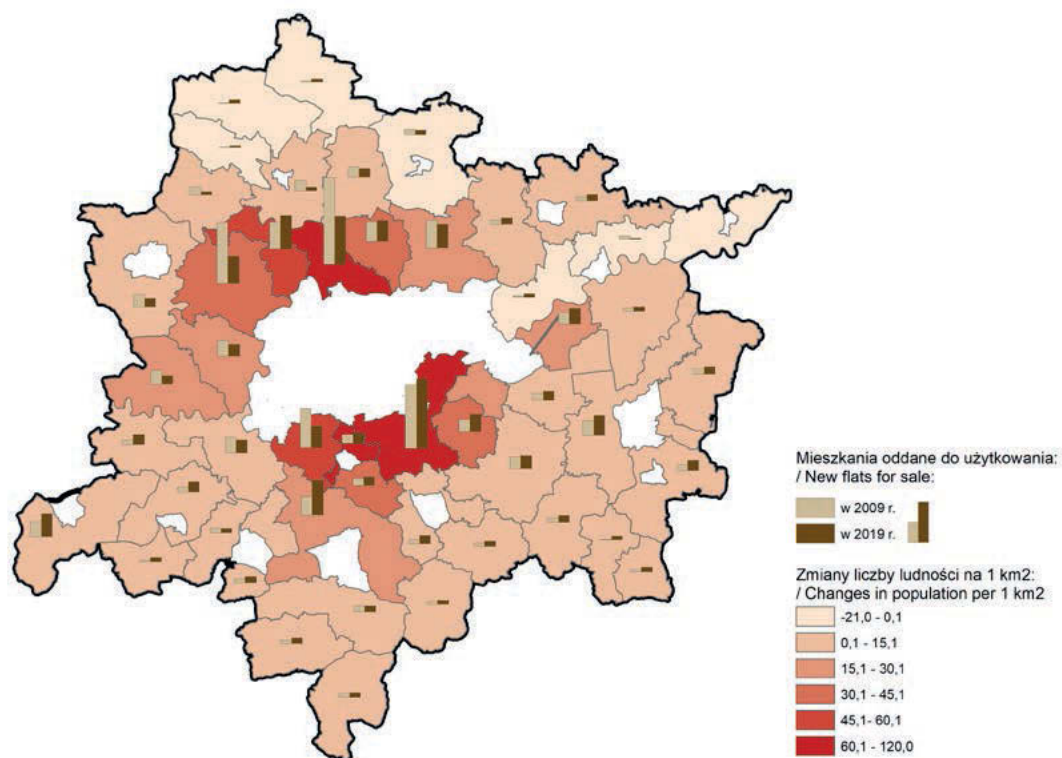 Mieszkania oddane do użytkowania:
/ New flats for sale:
w 2009 r.
w 2019 r.
Zmiany liczby ludności na 1 km2:
/ Changes in population per 1 km2
-21,0 - 0,1
0,1 - 15,1
15,1 - 30,1
30,1 - 45,1
45,1 - 60,1
60,1 - 120,0